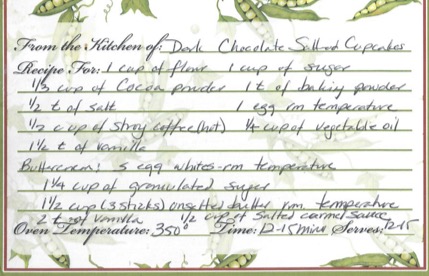 From the Kitchen of: Dark Chocolate Salted Cupcakes
Recipe For: 1 cup of flour 1 cup of sugar
1/3 cup of Cocoa powder 1 t of baking powder
1/2 t of salt 1 egg rm temperature
1/2 c up of strong coffee (hot) 1/4 cup of vegetable oil
1 1/2 t of vanilla
Buttercream: 5 egg whites - rm temperature
1 1/4 cup of granulated sugar
1 1/2 cup (3 sticks) unsalted butter rm. temperature
2 t of vanilla 1/2 cup of Salted carmel sauce
Oven Temperature: 350° Time: 12-15 mins Serves: 12-15